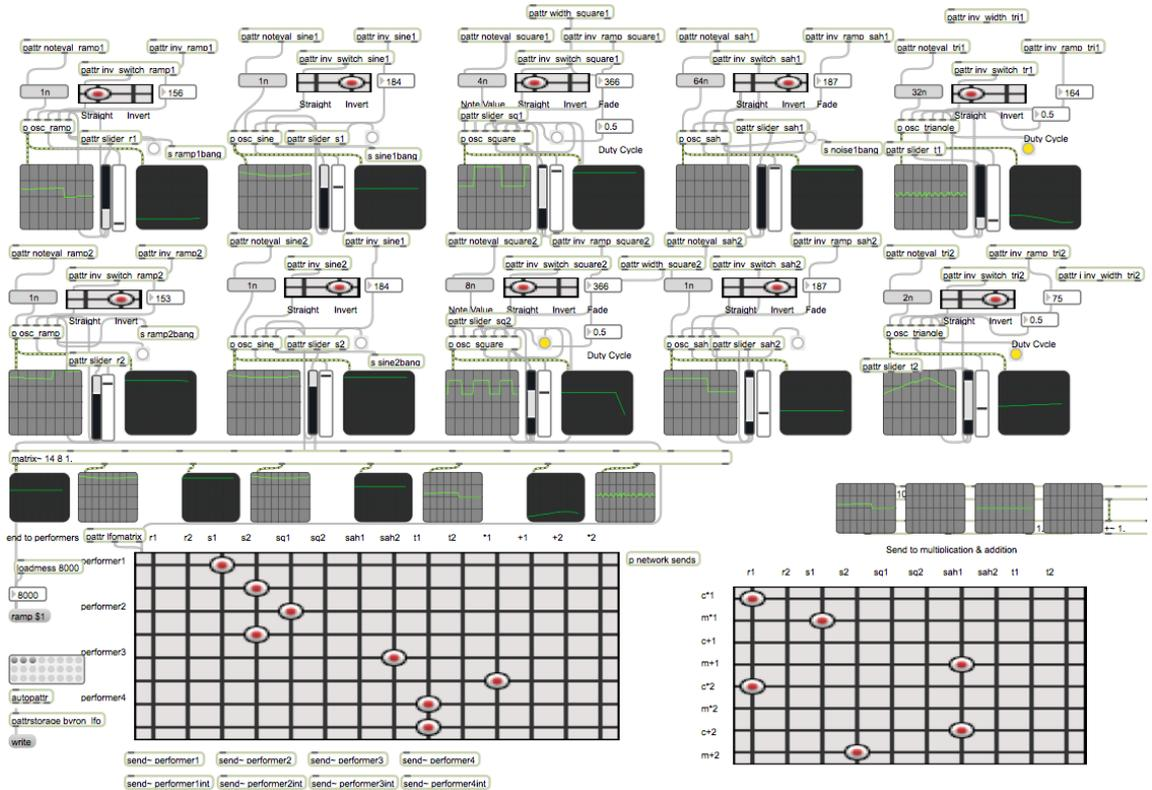 pattr width_square1
pattr inv_width_tri1
pattr noteval_sine1
pattr inv_sine1
pattr noteval_square1
pattr inv_ramp_square1
pattr noteval_sah1
pattr inv_ramp_sah1
pattr noteval_ramp1
pattr inv_ramp1
pattr noteval_tri1
pattr inv_ramp_tri1
pattr inv_switch_sine1
pattr inv_switch_square1
pattr inv_switch_sah1
pattr inv_switch_ramp1
pattr inv_switch_tr1
1n
156
1n
184
4n
366
64n
187
32n
164
Straight Invert
Straight Invert
Note Value Straight Invert Fade
Straight Invert Fade
Straight Invert
0.5
pattr slider_sq1
0.5
p osc_ramp
pattr slider_r1
p osc_sine
pattr slider_s1
p osc_square
Duty Cycle
p osc_sah
pattr slider_sah1
p osc_triangle
Duty Cycle
s ramp1bang
s sine1bang
s noise1bang
pattr slider_t1
pattr noteval_ramp2
pattr inv_ramp2
pattr noteval_sine2
pattr inv_sine1
pattr noteval_square2
pattr inv_ramp_square2
pattr noteval_sah2
pattr inv_ramp_sah2
pattr noteval_tri2
pattr inv_ramp_tri2
pattr inv_switch_ramp2
pattr inv_sine2
pattr inv_switch_square2
pattr width_square2
pattr inv_switch_sah2
pattr inv_switch_tri2
pattr i inv_width_tri2
1n
153
1n
184
8n
366
1n
187
2n
75
Straight Invert
Straight Invert
Note Value Straight Invert Fade
Straight Invert Fade
Straight Invert
0.5
pattr slider_sq2
0.5
p osc_ramp
s ramp2bang
p osc_sine
pattr slider_s2
p osc_square
Duty Cycle
p osc_sah
pattr slider_sah2
p osc_triangle
Duty Cycle
pattr slider_r2
s sine2bang
pattr slider_t2
matrix~ 14 8 1.
10
1.
+~ 1.
end to performers
pattr lfomatrix
r1 r2 s1 s2 sq1 sq2 sah1 sah2 t1 t2 *1 +1 +2 *2
Send to multiplication & addition
loadmess 8000
performer1
p network sends
r1 r2 s1 s2 sq1 sq2 sah1 sah2 t1 t2
8000
ramp $1
performer2
performer3
performer4
c*1
m*1
c+1
m+1
c*2
m*2
c+2
m+2
autopattr
pattrstorage byron_lfo
write
send~ performer1
send~ performer2
send~ performer3
send~ performer4
send~ performer1int
send~ performer2int
send~ performer3int
send~ performer4int